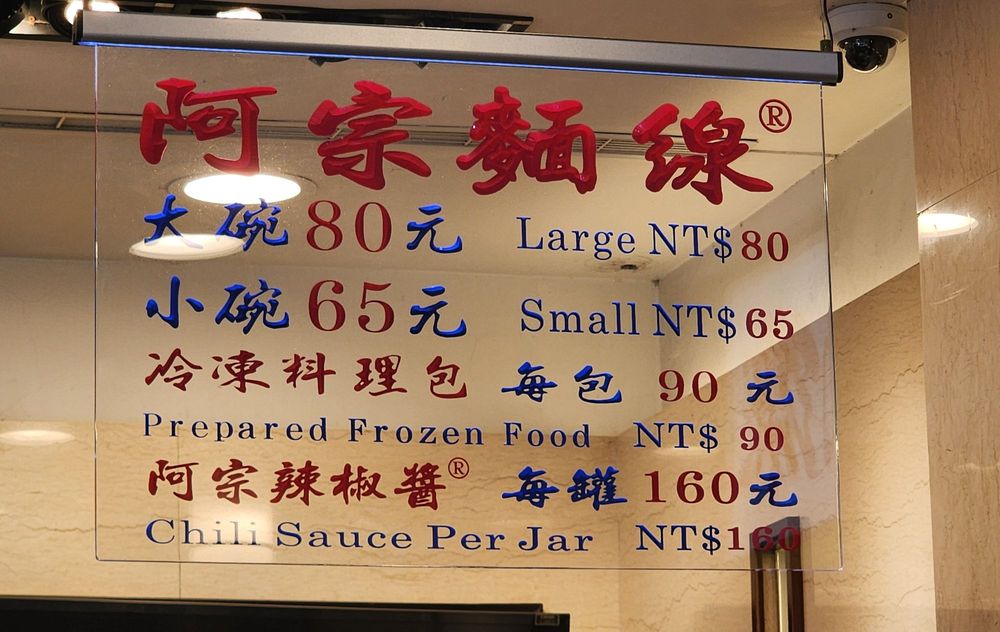 阿宗麵線®
大碗80元 Large NT$80
小碗65元 Small NT$65
冷凍料理包 每包 90 元
Prepared Frozen Food NT$ 90
阿宗辣椒醬® 每罐 160元
Chili Sauce Per Jar NT$160